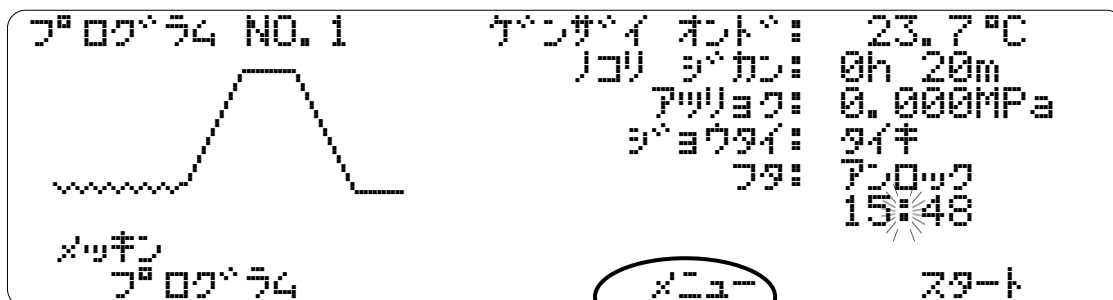 プログラム NO. 1
ゲンザイ オンド: 23.7℃
ノコリ ジカン: 0h 20m
アツリョク: 0.000MPa
ジョウタイ: タイキ
フタ: アンロック
15:48
メッキン
プログラム メニュー スタート